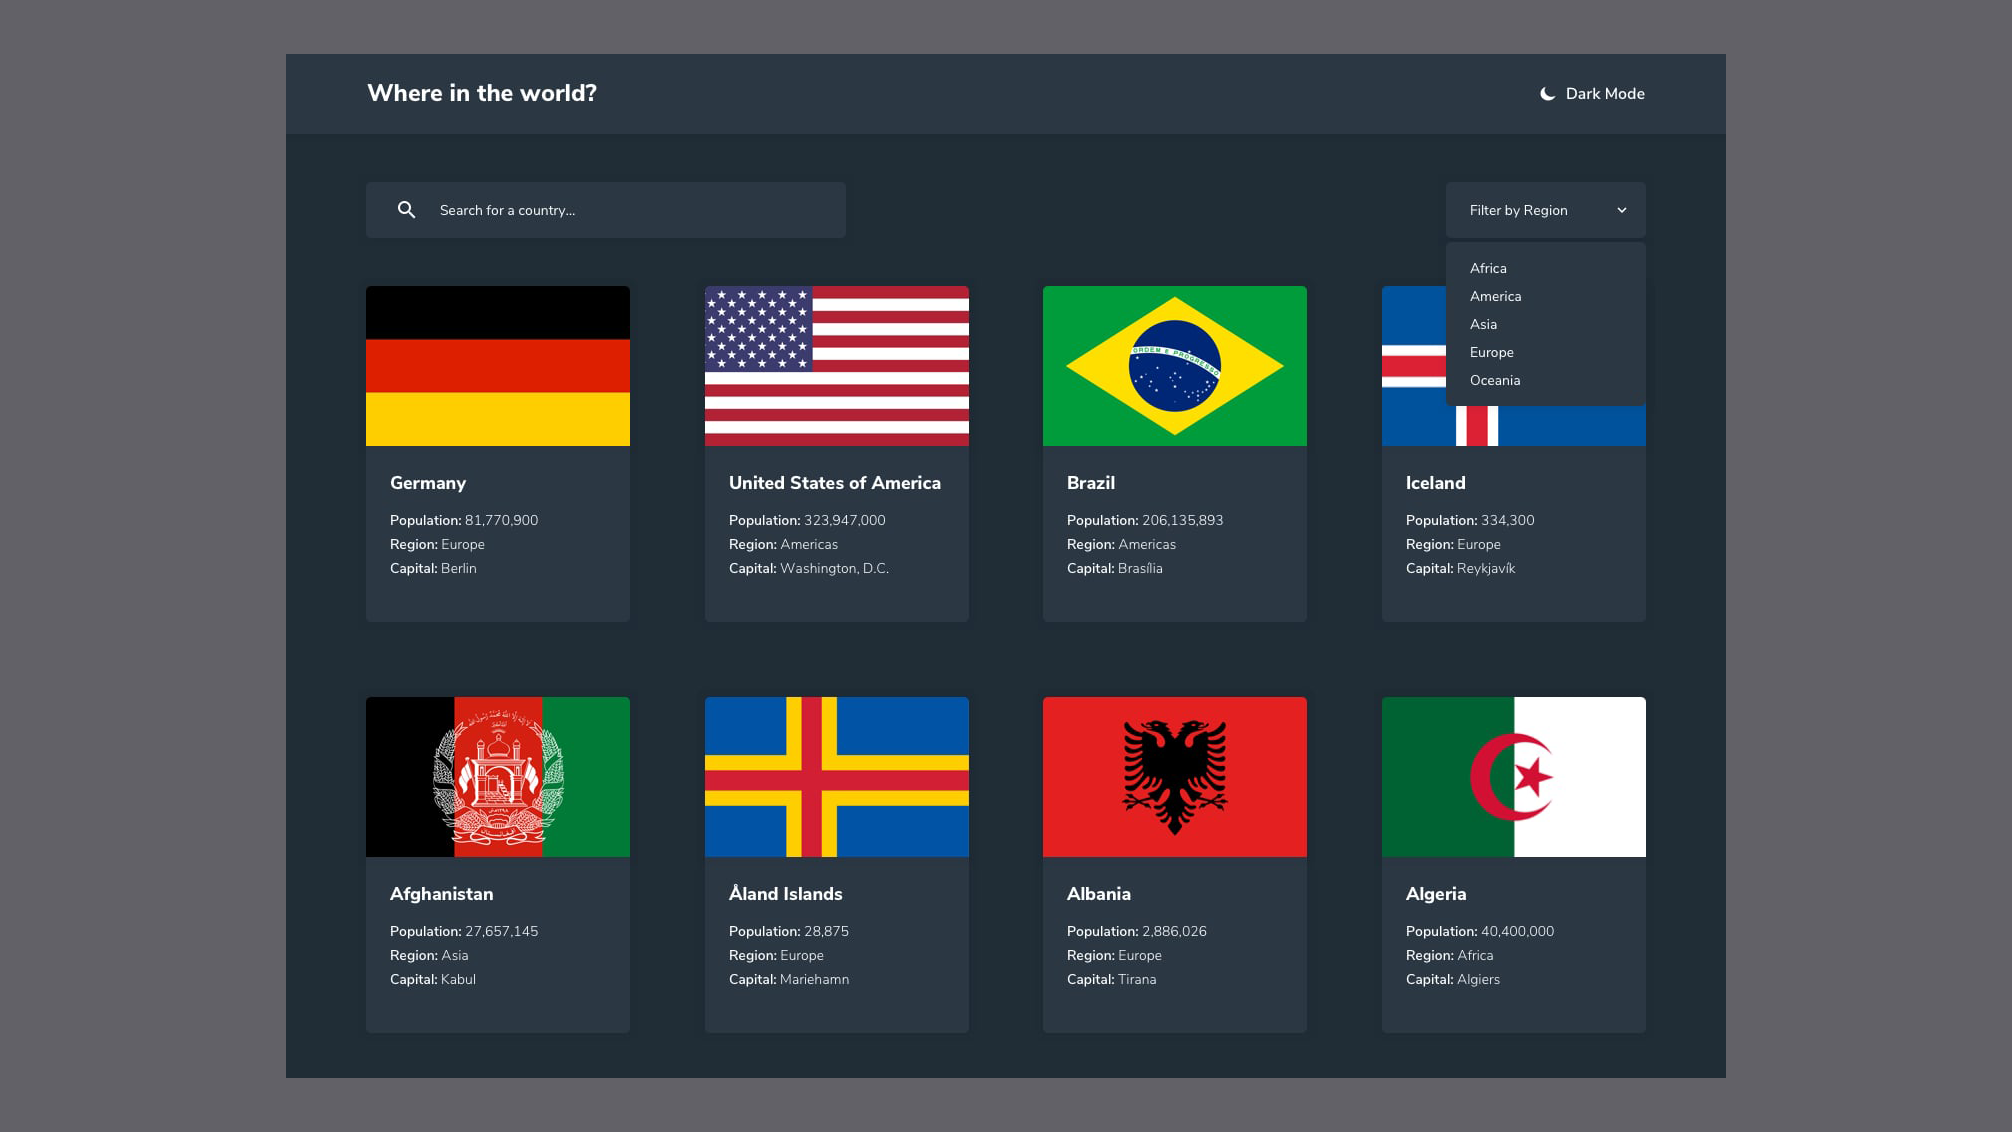 Where in the world?
Dark Mode
Search for a country...
Filter by Region
Africa
America
Asia
Europe
Oceania
ORDEM E PROGRESSO
Germany
Population: 81,770,900
Region: Europe
Capital: Berlin
United States of America
Population: 323,947,000
Region: Americas
Capital: Washington, D.C.
Brazil
Population: 206,135,893
Region: Americas
Capital: Brasília
Iceland
Population: 334,300
Region: Europe
Capital: Reykjavík
Afghanistan
Population: 27,657,145
Region: Asia
Capital: Kabul
Åland Islands
Population: 28,875
Region: Europe
Capital: Mariehamn
Albania
Population: 2,886,026
Region: Europe
Capital: Tirana
Algeria
Population: 40,400,000
Region: Africa
Capital: Algiers